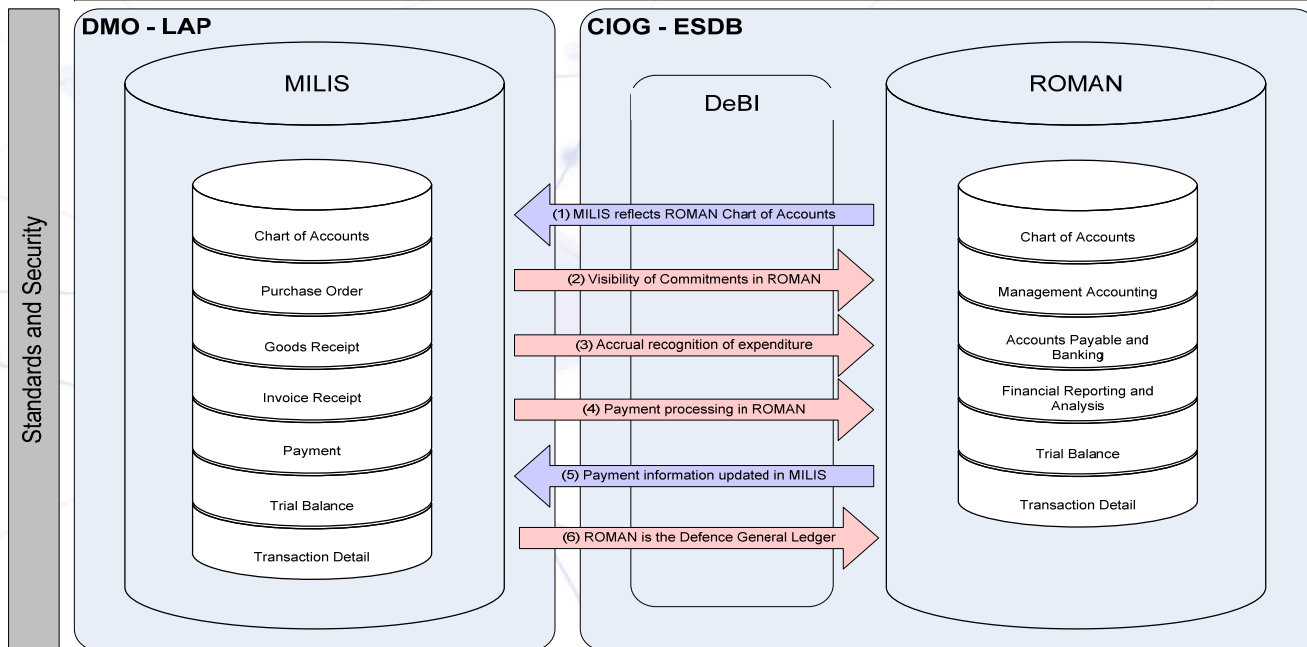 DMO - LAP
CIOG - ESDB
Standards and Security
MILIS
Chart of Accounts
Purchase Order
Goods Receipt
Invoice Receipt
Payment
Trial Balance
Transaction Detail
DeBI
(1) MILIS reflects ROMAN Chart of Accounts
(2) Visibility of Commitments in ROMAN
(3) Accrual recognition of expenditure
(4) Payment processing in ROMAN
(5) Payment information updated in MILIS
(6) ROMAN is the Defence General Ledger
ROMAN
Chart of Accounts
Management Accounting
Accounts Payable and
Banking
Financial Reporting and
Analysis
Trial Balance
Transaction Detail